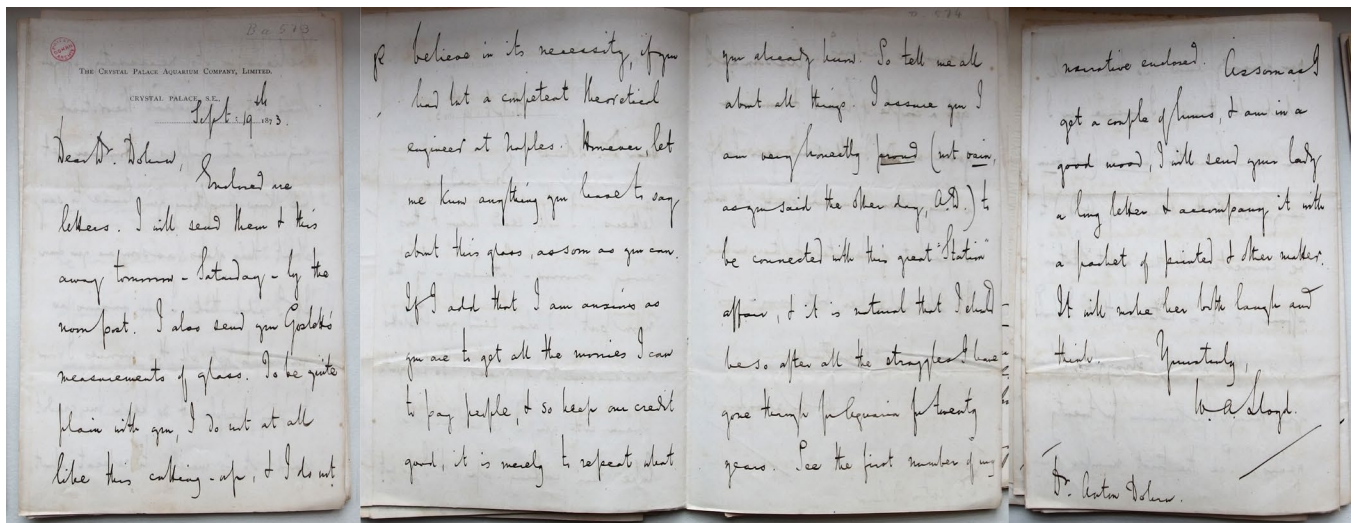 Ba 573
THE CRYSTAL PALACE AQUARIUM COMPANY, LIMITED.
CRYSTAL PALACE, S.E.,
Sept: 19th 1873.
Dear Dr. Dohrn,
Enclosed are
letters. I will send them & this
away tomorrow - Saturday - by the
noon post. I also send you
measurements of glass. To be quite
plain with you, I do not at all
like this cutting-up, & I do not
believe in its necessity, if you
had but a competent theoretical
engineer at Naples. However, let
me know anything you have to say
about this glass, as soon as you can.
If I add that I am anxious as
you are to get all the monies I can
to pay people, & so keep our credit
good, it is merely to repeat what
you already know. So tell me all
about all things. I assure you I
am very honestly proud (not vain,
as you said the other day, A.D.) to
be connected with this great "Station"
affair, & it is natural that I should
be so after all the struggles I have
gone through for Aquaria for twenty
years. See the first number of my
narrative enclosed. As soon as I
get a couple of hours, & am in a
good mood, I will send your lady
a long letter & accompany it with
a packet of printed & other matter.
It will make her both laugh and
think. Yours truly,
W. A. Lloyd.
Dr. Anton Dohrn.